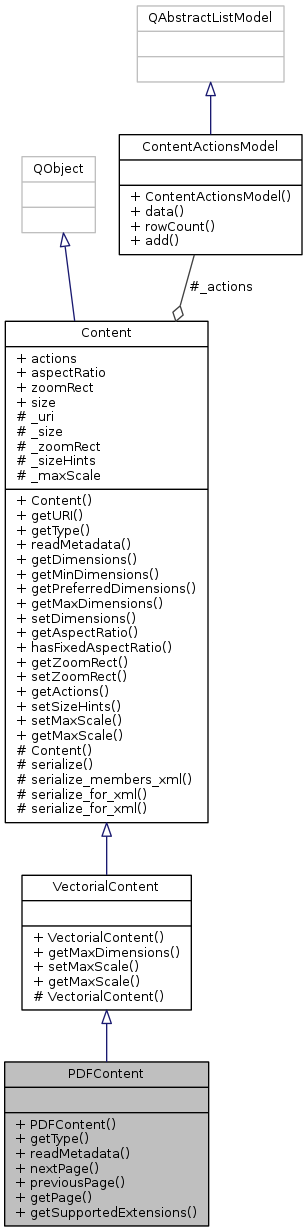 QAbstractListModel
ContentActionsModel
+ ContentActionsModel()
+ data()
+ rowCount()
+ add()
QObject
#_actions
Content
+ actions
+ aspectRatio
+ zoomRect
+ size
# _uri
# _size
# _zoomRect
# _sizeHints
# _maxScale
+ Content()
+ getURI()
+ getType()
+ readMetadata()
+ getDimensions()
+ getMinDimensions()
+ getPreferredDimensions()
+ getMaxDimensions()
+ setDimensions()
+ getAspectRatio()
+ hasFixedAspectRatio()
+ getZoomRect()
+ setZoomRect()
+ getActions()
+ setSizeHints()
+ setMaxScale()
+ getMaxScale()
# Content()
# serialize()
# serialize_members_xml()
# serialize_for_xml()
# serialize_for_xml()
VectorialContent
+ VectorialContent()
+ getMaxDimensions()
+ setMaxScale()
+ getMaxScale()
# VectorialContent()
PDFContent
+ PDFContent()
+ getType()
+ readMetadata()
+ nextPage()
+ previousPage()
+ getPage()
+ getSupportedExtensions()